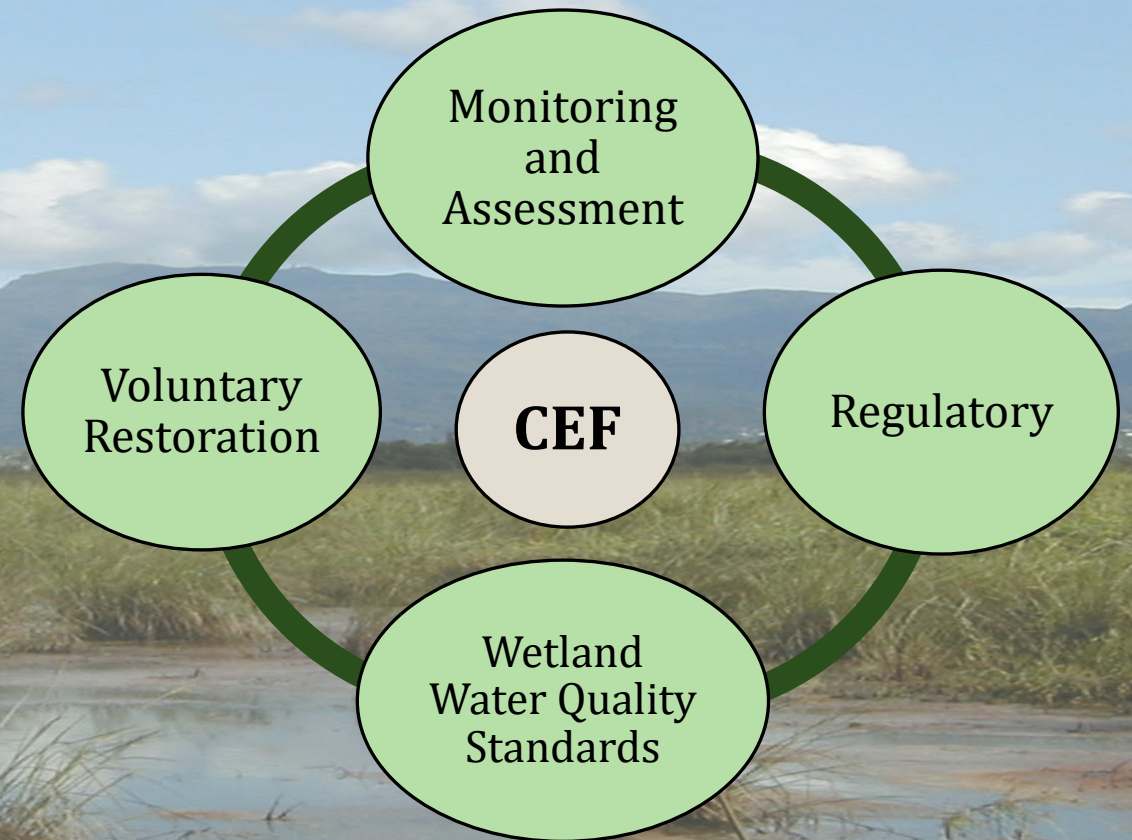 Monitoring
and
Assessment
Voluntary
Restoration
CEF
Regulatory
Wetland
Water Quality
Standards